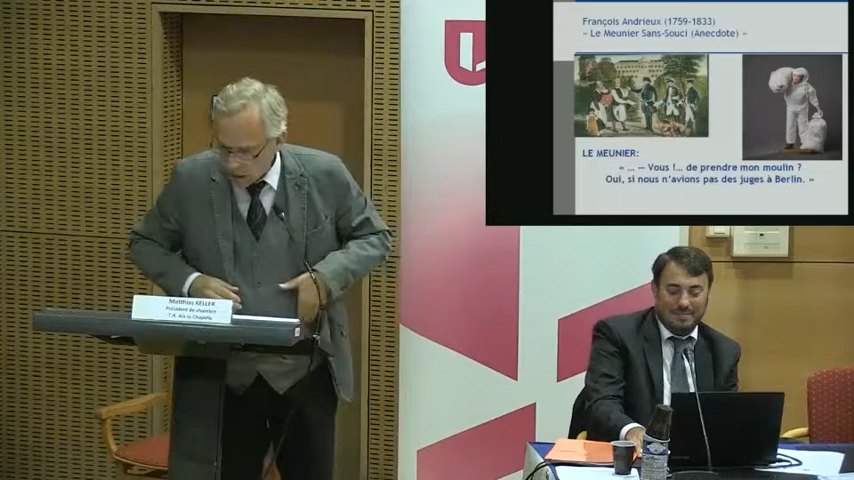 François Andrieux (1759-1833)
« Le Meunier Sans-Souci (Anecdote) »
LE MEUNIER:
« ... — Vous !... de prendre mon moulin ?
Oui, si nous n'avions pas des juges à Berlin. »
Matthias KELLER
Président de chambre
T.A. Aix-la-Chapelle